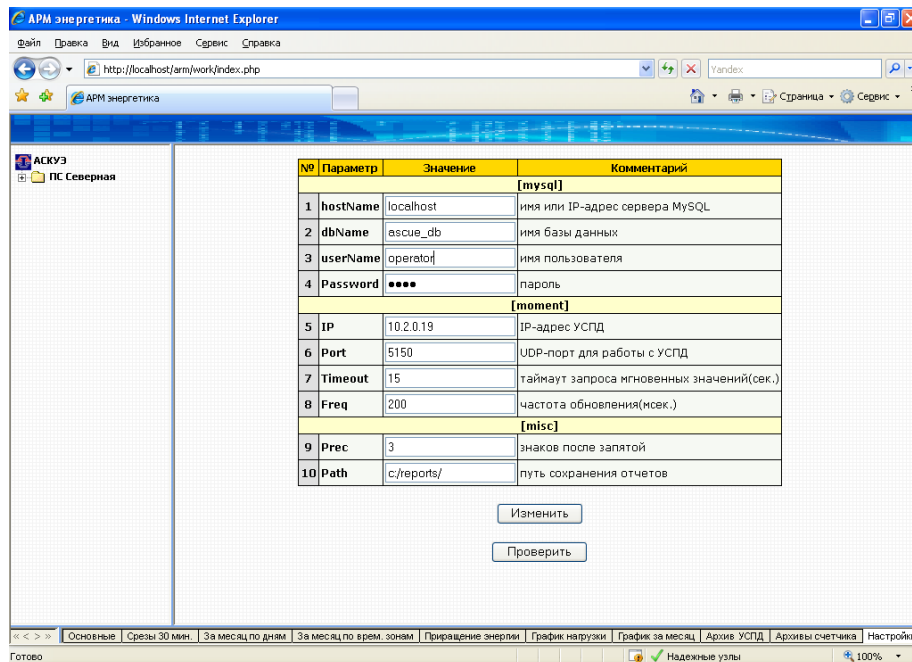 АРМ энергетика - Windows Internet Explorer
Файл Правка Вид Избранное Сервис Справка
http://localhost/arm/work/index.php
Yandex
АРМ энергетика
Страница Сервис
АСКУЭ
ПС Северная
№ Параметр Значение Комментарий
[mysql]
1 hostName localhost имя или IP-адрес сервера MySQL
2 dbName ascue_db имя базы данных
3 userName operator имя пользователя
4 Password ●●●● пароль
[moment]
5 IP 10.2.0.19 IP-адрес УСПД
6 Port 5150 UDP-порт для работы с УСПД
7 Timeout 15 таймаут запроса мгновенных значений(сек.)
8 Freq 200 частота обновления(мсек.)
[misc]
9 Prec 3 знаков после запятой
10 Path c:/reports/ путь сохранения отчетов
Изменить
Проверить
« < > » Основные Срезы 30 мин. За месяц по дням За месяц по врем. зонам Приращение энергии График нагрузки График за месяц Архив УСПД Архивы счетчика Настройки
Готово Надежные узлы 100%